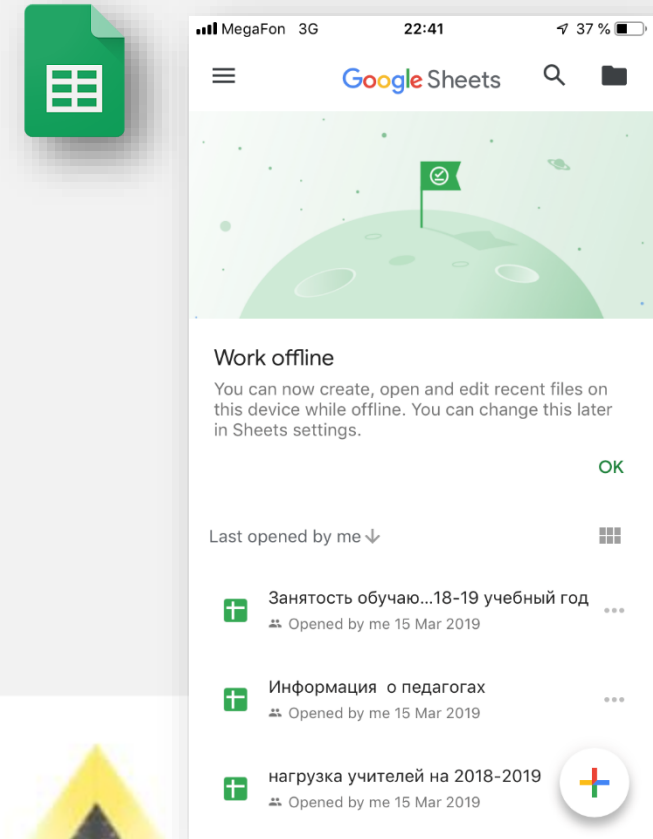 MegaFon 3G 22:41 37 %
Google Sheets
Work offline
You can now create, open and edit recent files on
this device while offline. You can change this later
in Sheets settings.
OK
Last opened by me
Занятость обучаю...18-19 учебный год
Opened by me 15 Mar 2019
Информация о педагогах
Opened by me 15 Mar 2019
нагрузка учителей на 2018-2019
Opened by me 15 Mar 2019